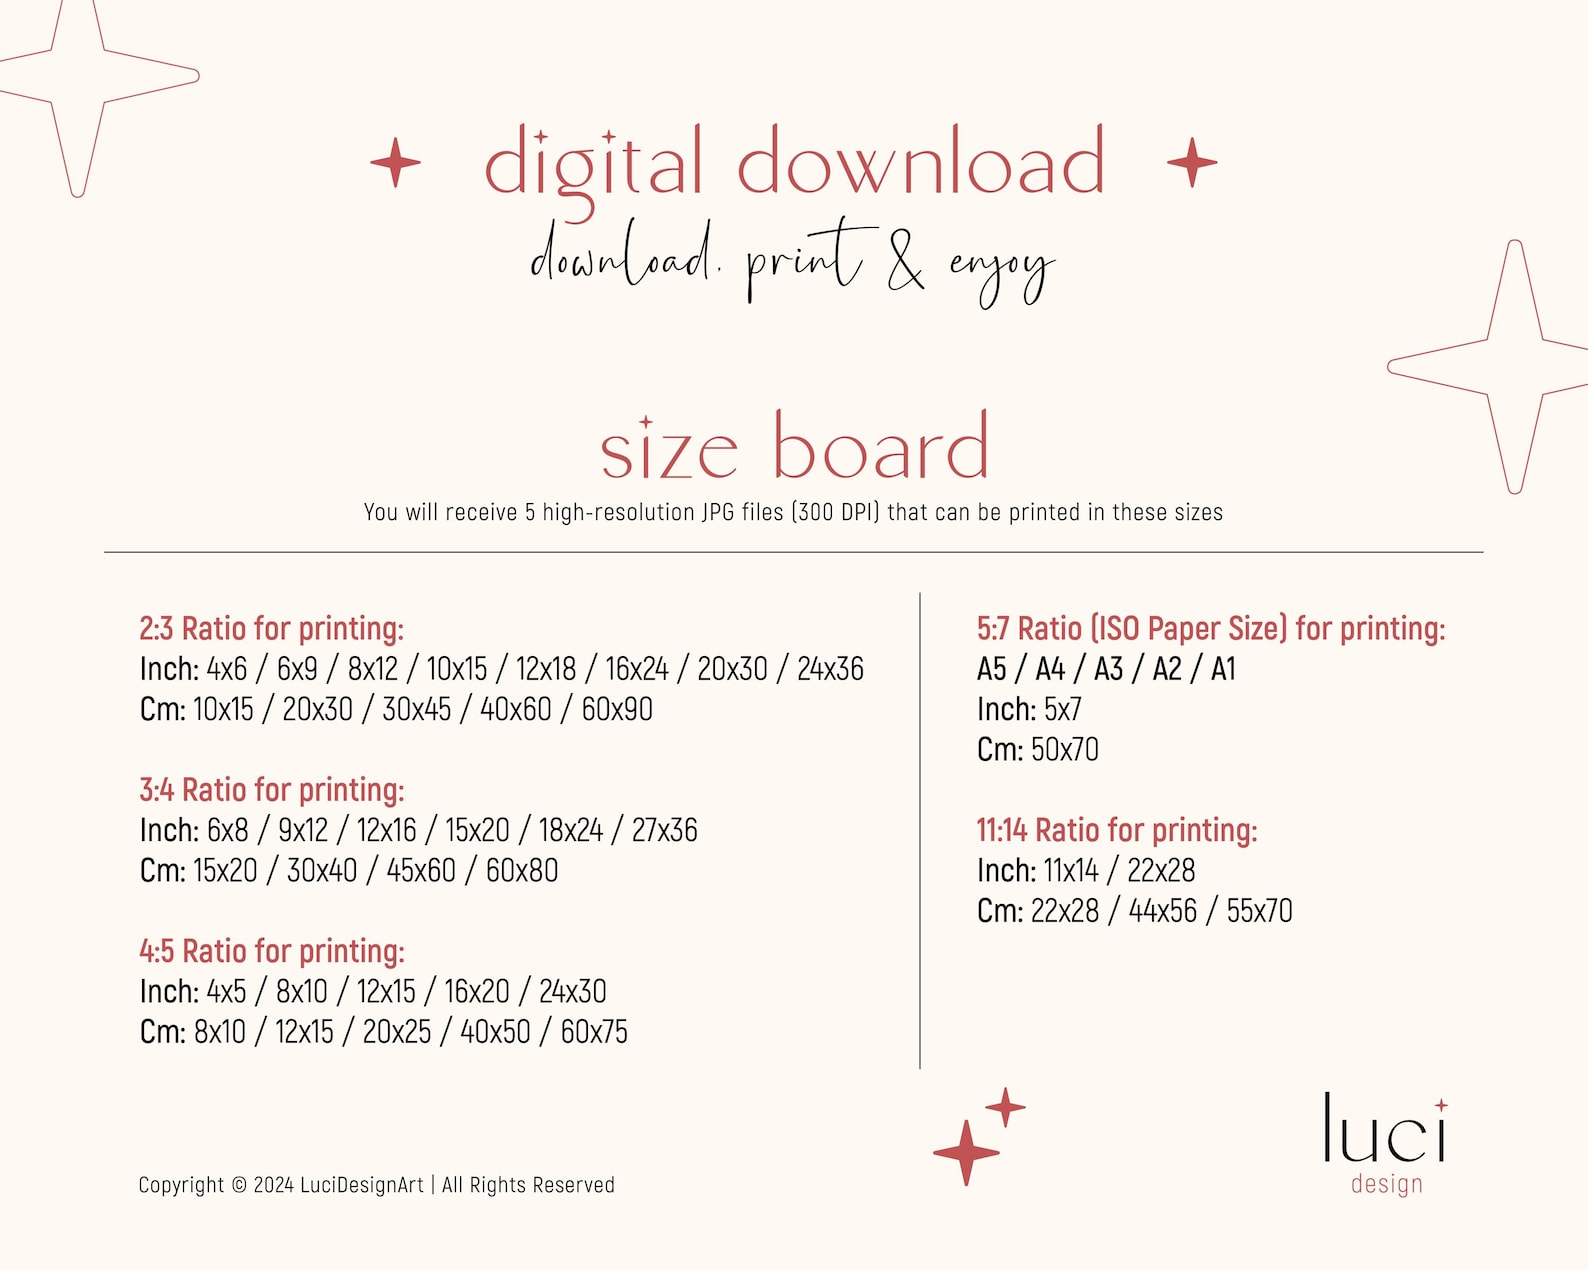 digital download
download. print & enjoy
size board
You will receive 5 high-resolution JPG files (300 DPI) that can be printed in these sizes
2:3 Ratio for printing:
Inch: 4x6 / 6x9 / 8x12 / 10x15 / 12x18 / 16x24 / 20x30 / 24x36
Cm: 10x15 / 20x30 / 30x45 / 40x60 / 60x90
3:4 Ratio for printing:
Inch: 6x8 / 9x12 / 12x16 / 15x20 / 18x24 / 27x36
Cm: 15x20 / 30x40 / 45x60 / 60x80
4:5 Ratio for printing:
Inch: 4x5 / 8x10 / 12x15 / 16x20 / 24x30
Cm: 8x10 / 12x15 / 20x25 / 40x50 / 60x75
5:7 Ratio (ISO Paper Size) for printing:
A5 / A4 / A3 / A2 / A1
Inch: 5x7
Cm: 50x70
11:14 Ratio for printing:
Inch: 11x14 / 22x28
Cm: 22x28 / 44x56 / 55x70
Copyright © 2024 LuciDesignArt | All Rights Reserved
luci
design